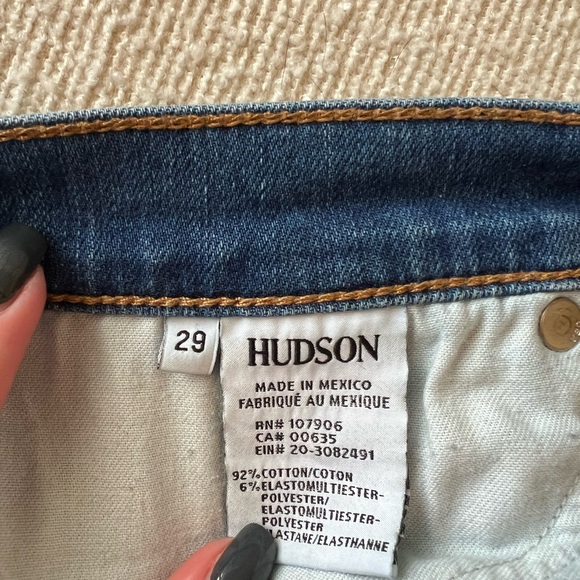 29
HUDSON
MADE IN MEXICO
FABRIQUÉ AU MEXIQUE
RN# 107906
CA# 00635
EIN# 20-3082491
92% COTTON/COTON
6% ELASTOMULTIESTER-
POLYESTER/
ELASTOMULTIESTER-
POLYESTER
/ELASTHANNE